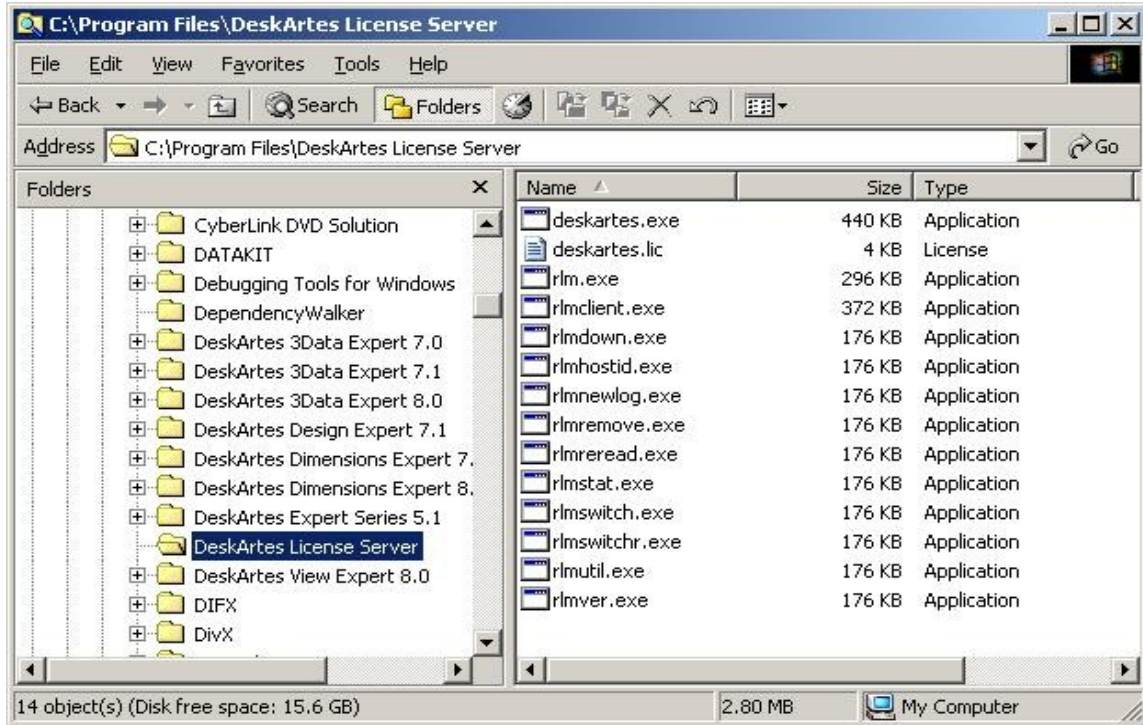 C:\Program Files\DeskArtes License Server
File Edit View Favorites Tools Help
Back Search Folders
Address C:\Program Files\DeskArtes License Server Go
Folders
CyberLink DVD Solution
DATAKIT
Debugging Tools for Windows
DependencyWalker
DeskArtes 3Data Expert 7.0
DeskArtes 3Data Expert 7.1
DeskArtes 3Data Expert 8.0
DeskArtes Design Expert 7.1
DeskArtes Dimensions Expert 7.
DeskArtes Dimensions Expert 8.
DeskArtes Expert Series 5.1
DeskArtes License Server
DeskArtes View Expert 8.0
DIFX
DivX
Name Size Type
deskartes.exe 440 KB Application
deskartes.lic 4 KB License
rlm.exe 296 KB Application
rlmclient.exe 372 KB Application
rlmdown.exe 176 KB Application
rlmhostid.exe 176 KB Application
rlmnewlog.exe 176 KB Application
rlmremove.exe 176 KB Application
rlmreread.exe 176 KB Application
rlmstat.exe 176 KB Application
rlmswitch.exe 176 KB Application
rlmswitchr.exe 176 KB Application
rlmutil.exe 176 KB Application
rlmver.exe 176 KB Application
14 object(s) (Disk free space: 15.6 GB) 2.80 MB My Computer